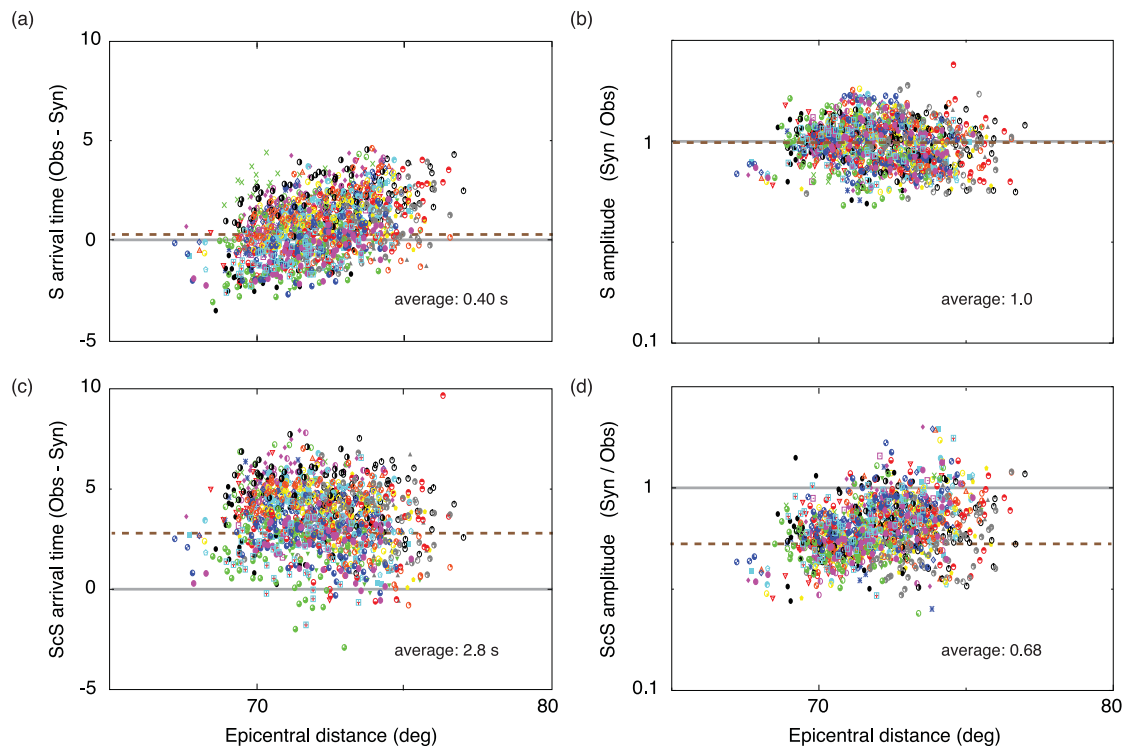 (a)
10
5
0
-5
S arrival time (Obs - Syn)
average: 0.40 s
(b)
1
0.1
S amplitude (Syn / Obs)
average: 1.0
(c)
10
5
0
-5
ScS arrival time (Obs - Syn)
average: 2.8 s
70
80
Epicentral distance (deg)
(d)
1
0.1
ScS amplitude (Syn / Obs)
average: 0.68
70
80
Epicentral distance (deg)